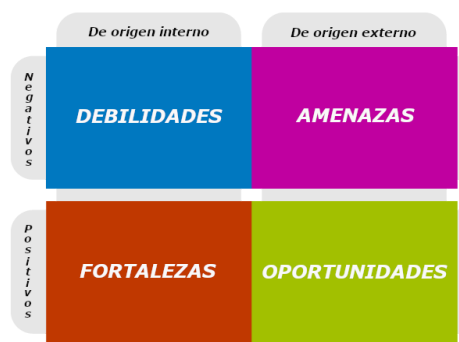 De origen interno
De origen externo
Negativos
DEBILIDADES
AMENAZAS
Positivos
FORTALEZAS
OPORTUNIDADES